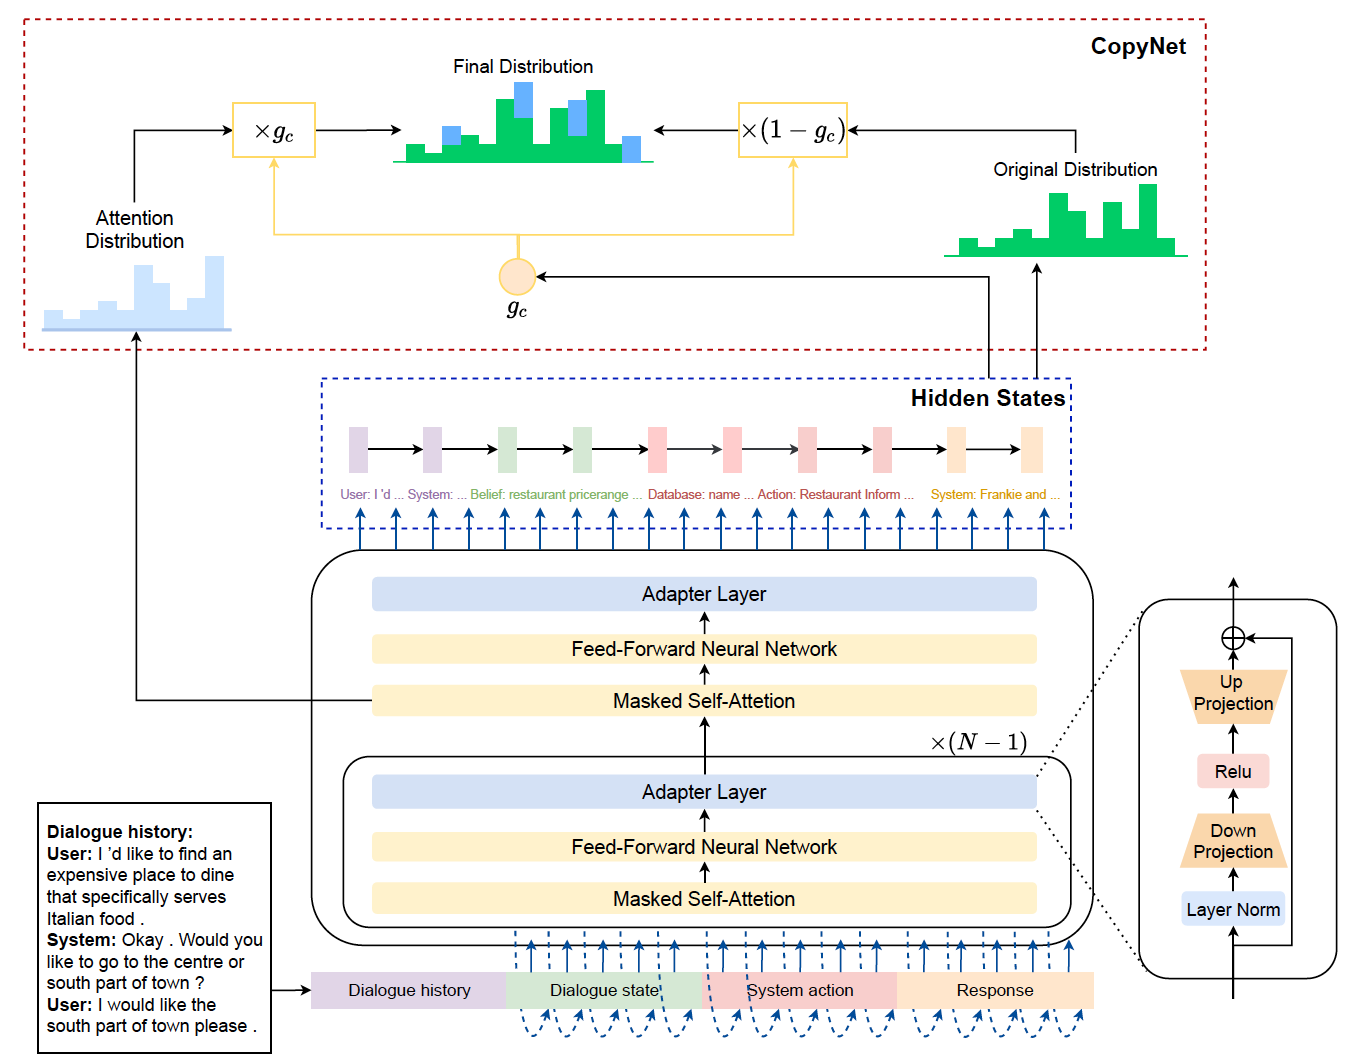 CopyNet
Final Distribution
×g_c
×(1 − g_c)
Original Distribution
Attention
Distribution
g_c
Hidden States
User: I 'd ... System: ... Belief: restaurant pricerange ... Database: name ... Action: Restaurant Inform ... System: Frankie and ...
Adapter Layer
Feed-Forward Neural Network
Masked Self-Attetion
×(N − 1)
Adapter Layer
Feed-Forward Neural Network
Masked Self-Attetion
Up
Projection
Relu
Down
Projection
Layer Norm
Dialogue history:
User: I 'd like to find an
expensive place to dine
that specifically serves
Italian food .
System: Okay . Would you
like to go to the centre or
south part of town ?
User: I would like the
south part of town please .
Dialogue history
Dialogue state
System action
Response